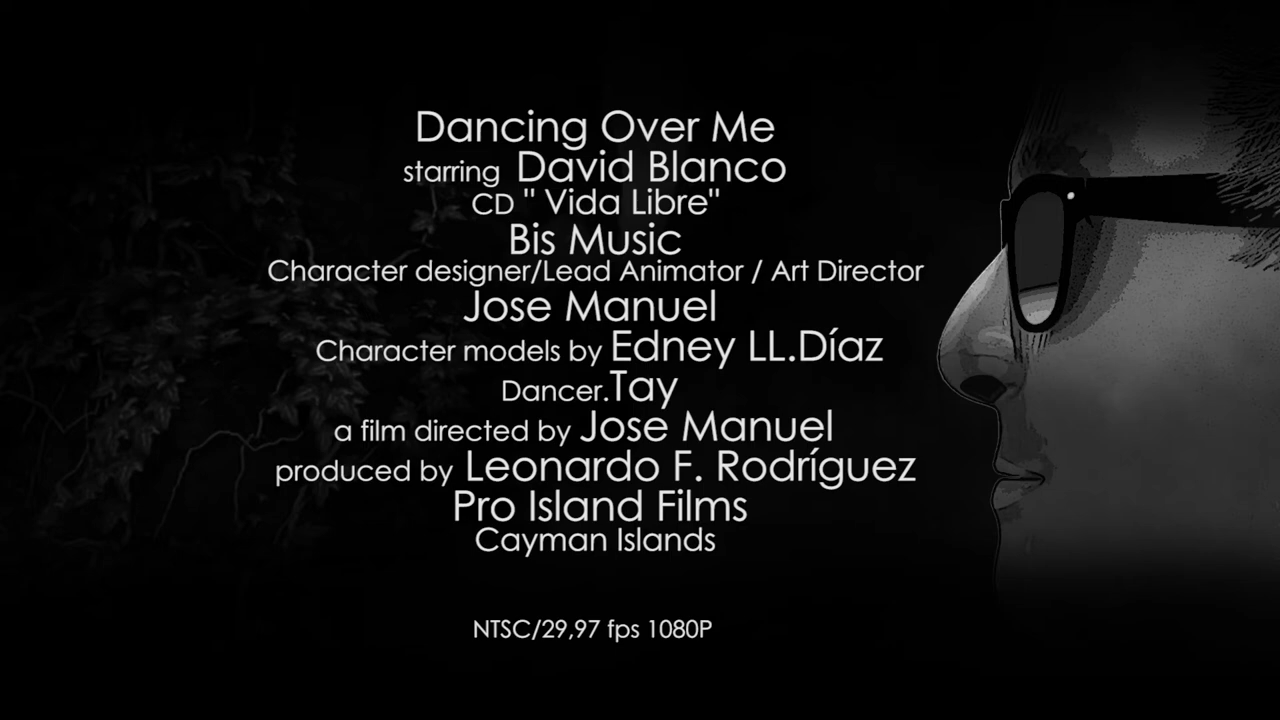 Dancing Over Me
starring David Blanco
CD " Vida Libre"
Bis Music
Character designer/Lead Animator / Art Director
Jose Manuel
Character models by Edney LL.Díaz
Dancer.Tay
a film directed by Jose Manuel
produced by Leonardo F. Rodríguez
Pro Island Films
Cayman Islands
NTSC/29,97 fps 1080P